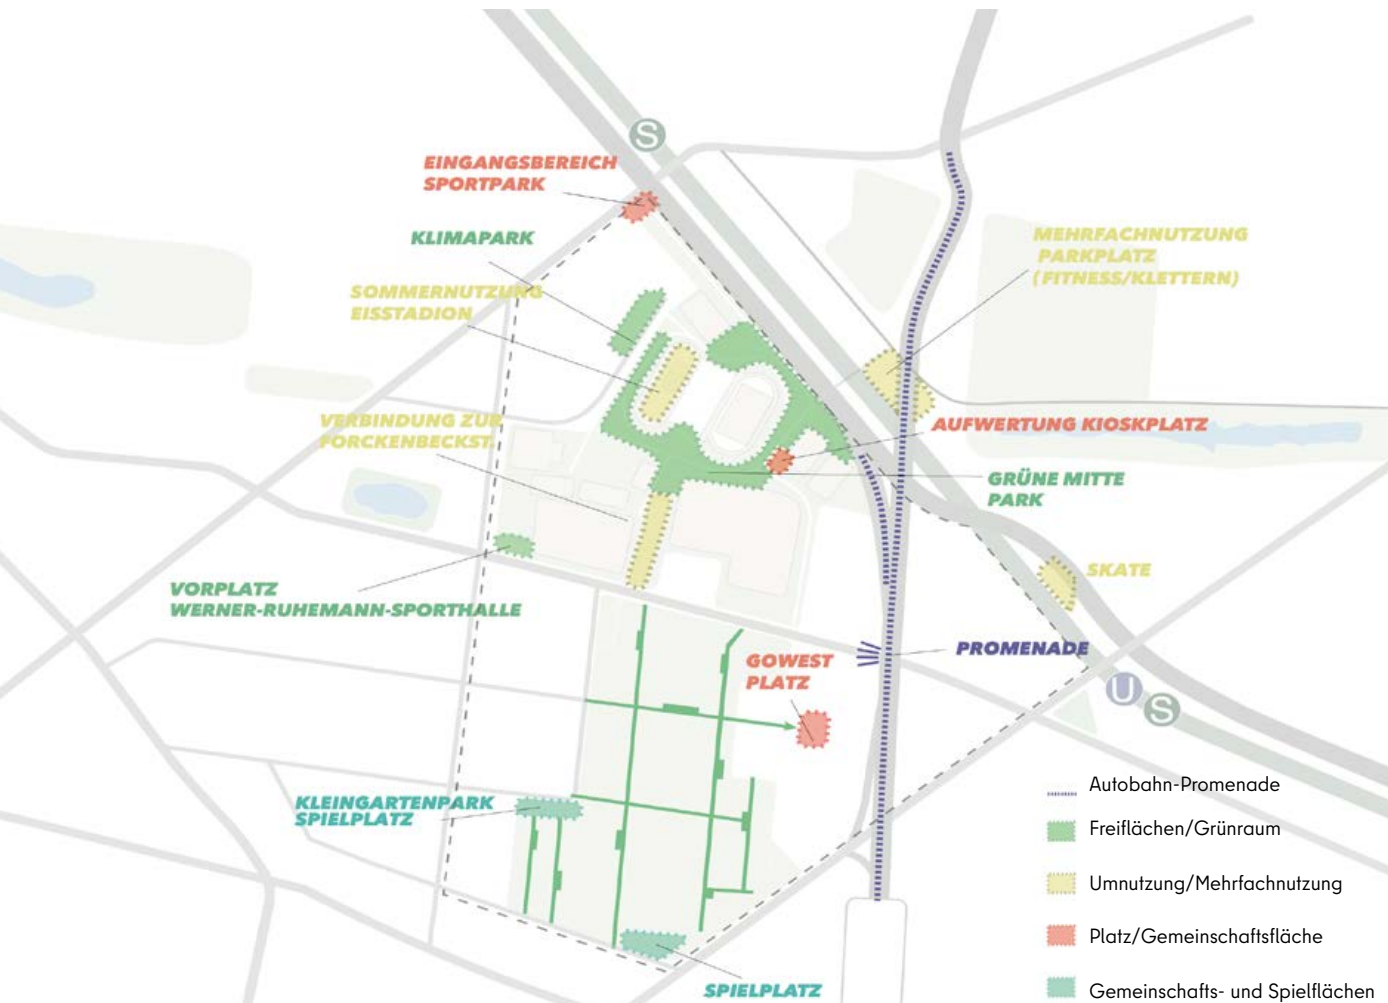 S
EINGANGSBEREICH
SPORTPARK
KLIMAPARK
MEHRFACHNUTZUNG
PARKPLATZ
(FITNESS/KLETTERN)
SOMMERNUTZUNG
EISSTADION
VERBINDUNG ZUR
FORCKENBECKST.
AUFWERTUNG KIOSKPLATZ
GRÜNE MITTE
PARK
SKATE
VORPLATZ
WERNER-RUHEMANN-SPORTHALLE
PROMENADE
GOWEST
PLATZ
U
S
KLEINGARTENPARK
SPIELPLATZ
SPIELPLATZ
Autobahn-Promenade
Freiflächen/Grünraum
Umnutzung/Mehrfachnutzung
Platz/Gemeinschaftsfläche
Gemeinschafts- und Spielflächen